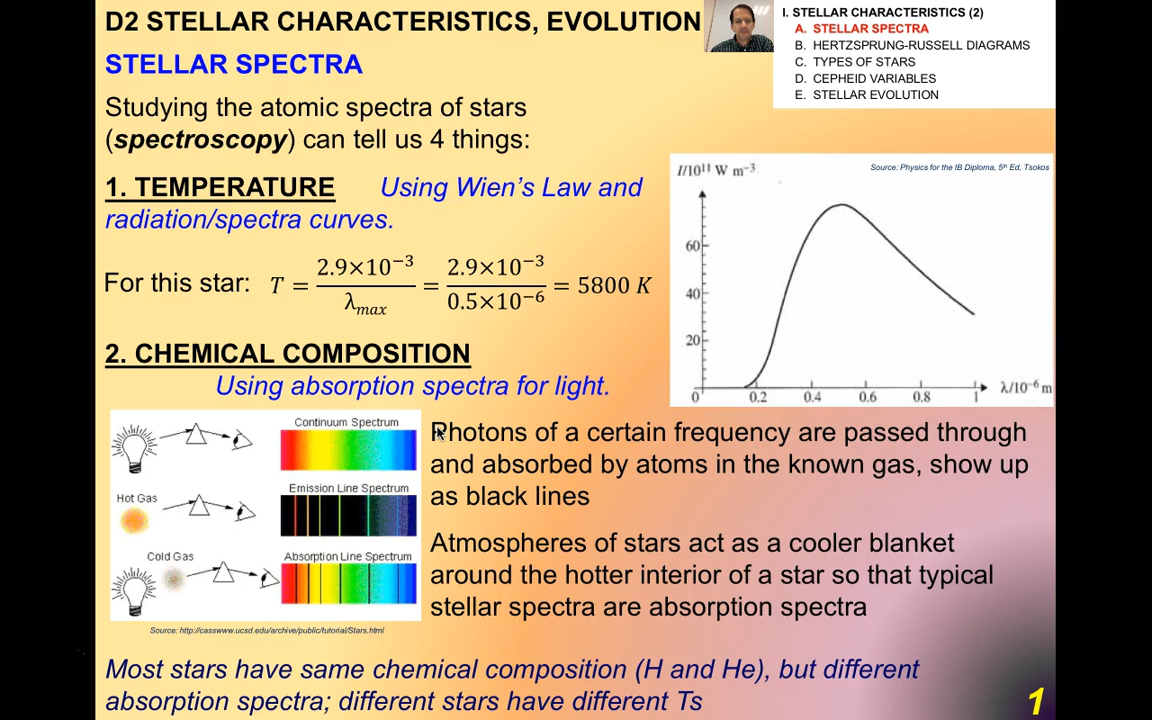 D2 STELLAR CHARACTERISTICS, EVOLUTION
I. STELLAR CHARACTERISTICS (2)
A. STELLAR SPECTRA
B. HERTZSPRUNG-RUSSELL DIAGRAMS
C. TYPES OF STARS
D. CEPHEID VARIABLES
E. STELLAR EVOLUTION
STELLAR SPECTRA
Studying the atomic spectra of stars
(spectroscopy) can tell us 4 things:
1. TEMPERATURE Using Wien's Law and
radiation/spectra curves.
For this star: T = 2.9×10⁻³/λmax = 2.9×10⁻³/0.5×10⁻⁶ = 5800 K
I/10¹¹ W m⁻³
Source: Physics for the IB Diploma, 5th Ed, Tsokos
60
40
20
0 0.2 0.4 0.6 0.8 1 λ/10⁻⁶ m
2. CHEMICAL COMPOSITION
Using absorption spectra for light.
Continuum Spectrum
Emission Line Spectrum
Hot Gas
Cold Gas
Absorption Line Spectrum
Source: http://casswww.ucsd.edu/archive/public/tutorial/Stars.html
Photons of a certain frequency are passed through
and absorbed by atoms in the known gas, show up
as black lines
Atmospheres of stars act as a cooler blanket
around the hotter interior of a star so that typical
stellar spectra are absorption spectra
Most stars have same chemical composition (H and He), but different
absorption spectra; different stars have different Ts
1